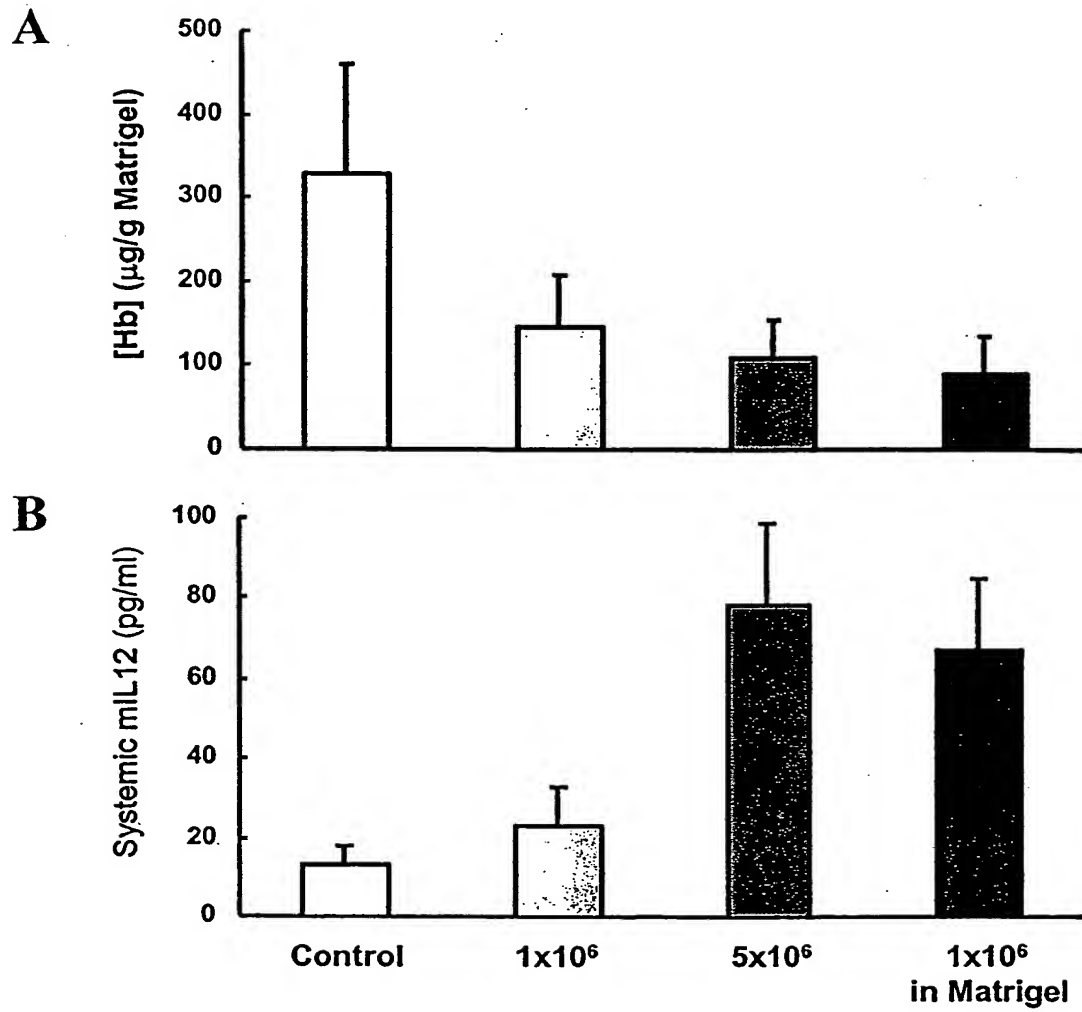 A
[Hb] (µg/g Matrigel)
500
400
300
200
100
0
B
Systemic mIL12 (pg/ml)
100
80
60
40
20
0
Control
1x10⁶
5x10⁶
1x10⁶
in Matrigel